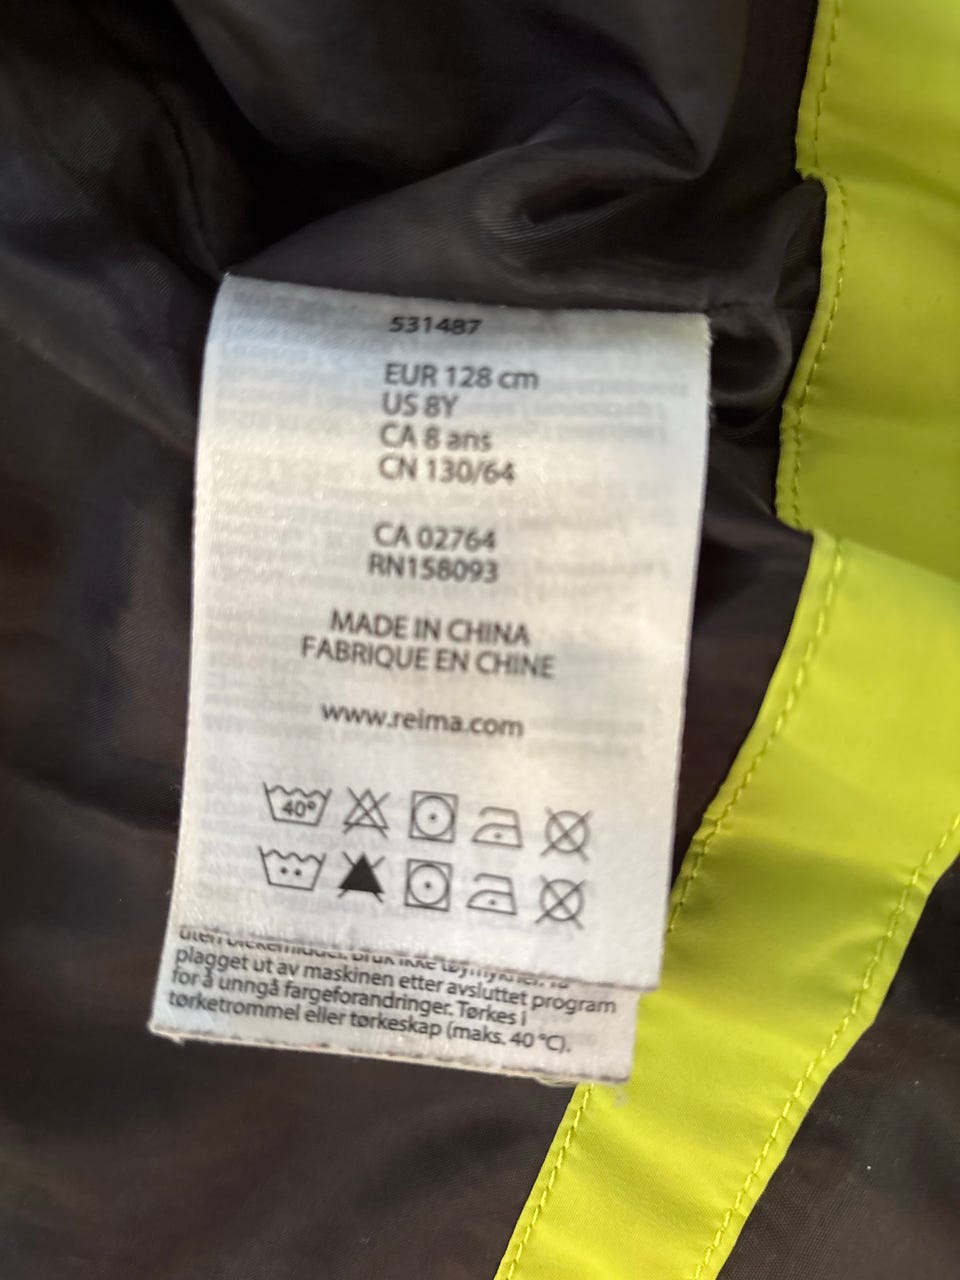 531487
EUR 128 cm
US 8Y
CA 8 ans
CN 130/64
CA 02764
RN158093
MADE IN CHINA
FABRIQUE EN CHINE
www.reima.com
40°
plagget ut av maskinen etter avsluttet program
for å unngå fargeforandringer. Tørkes i
tørketrommel eller tørkeskap (maks. 40 °C).